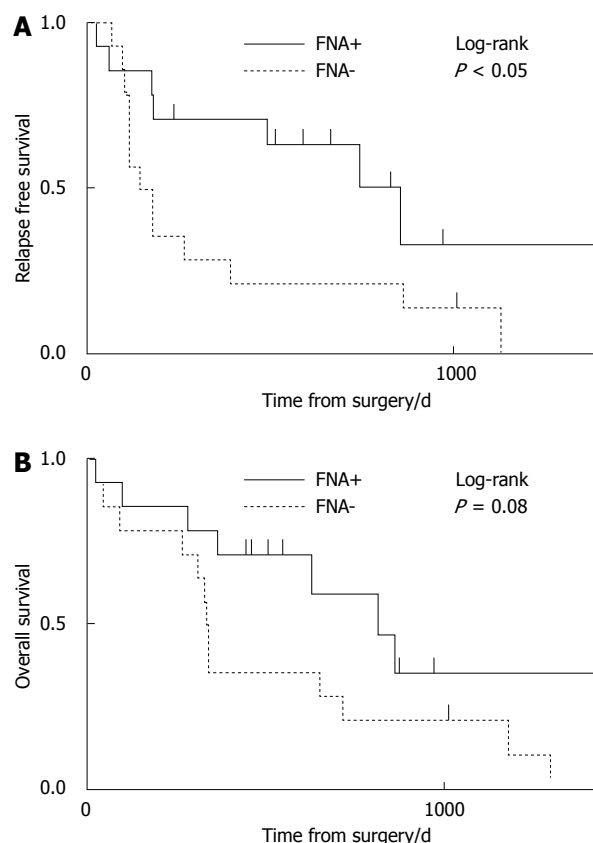 A
1.0
FNA+ Log-rank
FNA- P < 0.05
Relapse free survival
0.5
0.0
0 1000
Time from surgery/d
B
1.0
FNA+ Log-rank
FNA- P = 0.08
Overall survival
0.5
0.0
0 1000
Time from surgery/d